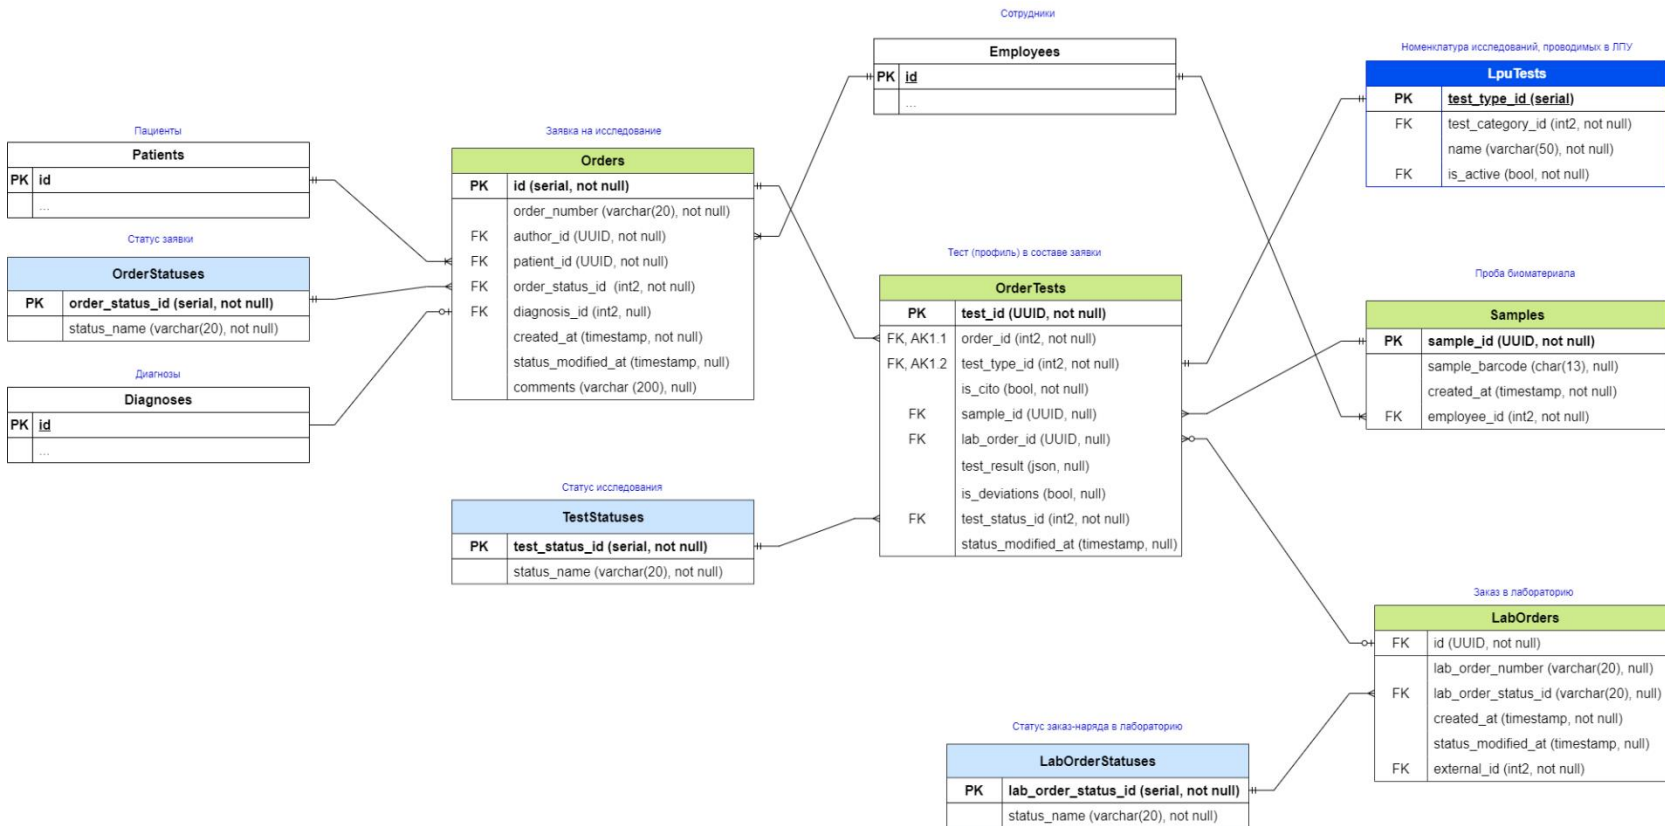 Сотрудники
Employees
PK id
...
Номенклатура исследований, проводимых в ЛПУ
LpuTests
PK test_type_id (serial)
FK test_category_id (int2, not null)
name (varchar(50), not null)
FK is_active (bool, not null)
Пациенты
Patients
PK id
...
Заявка на исследование
Orders
PK id (serial, not null)
order_number (varchar(20), not null)
FK author_id (UUID, not null)
FK patient_id (UUID, not null)
FK order_status_id (int2, not null)
FK diagnosis_id (int2, null)
created_at (timestamp, not null)
status_modified_at (timestamp, null)
comments (varchar (200), null)
Статус заявки
OrderStatuses
PK order_status_id (serial, not null)
status_name (varchar(20), not null)
Диагнозы
Diagnoses
PK id
...
Тест (профиль) в составе заявки
OrderTests
PK test_id (UUID, not null)
FK, AK1.1 order_id (int2, not null)
FK, AK1.2 test_type_id (int2, not null)
is_cito (bool, not null)
FK sample_id (UUID, null)
FK lab_order_id (UUID, null)
test_result (json, null)
is_deviations (bool, null)
FK test_status_id (int2, not null)
status_modified_at (timestamp, null)
Проба биоматериала
Samples
PK sample_id (UUID, not null)
sample_barcode (char(13), null)
created_at (timestamp, not null)
FK employee_id (int2, not null)
Статус исследования
TestStatuses
PK test_status_id (serial, not null)
status_name (varchar(20), not null)
Заказ в лабораторию
LabOrders
FK id (UUID, not null)
lab_order_number (varchar(20), null)
FK lab_order_status_id (varchar(20), null)
created_at (timestamp, not null)
status_modified_at (timestamp, null)
FK external_id (int2, not null)
Статус заказ-наряда в лабораторию
LabOrderStatuses
PK lab_order_status_id (serial, not null)
status_name (varchar(20), not null)